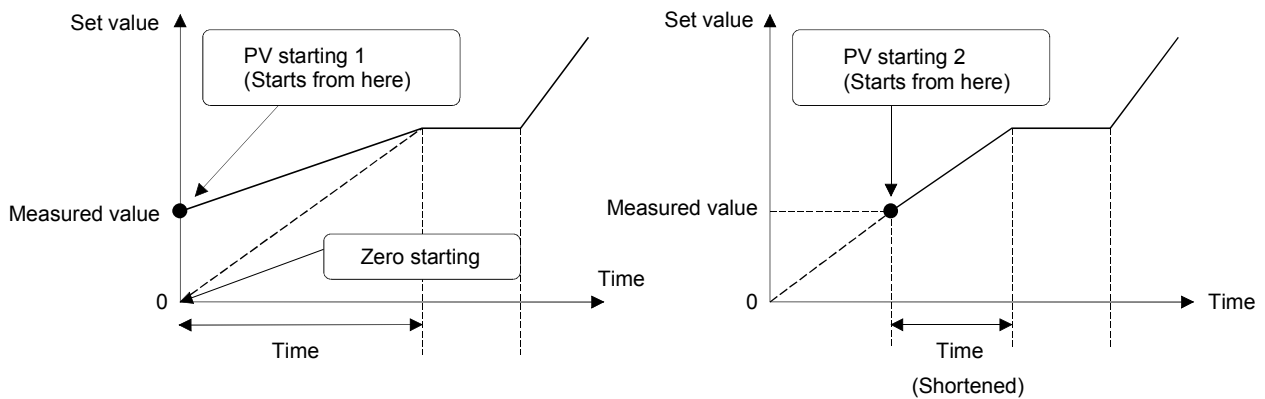 Set value
PV starting 1
(Starts from here)
Measured value
Zero starting
Time
0
Time
Set value
PV starting 2
(Starts from here)
Measured value
0
Time
Time
(Shortened)